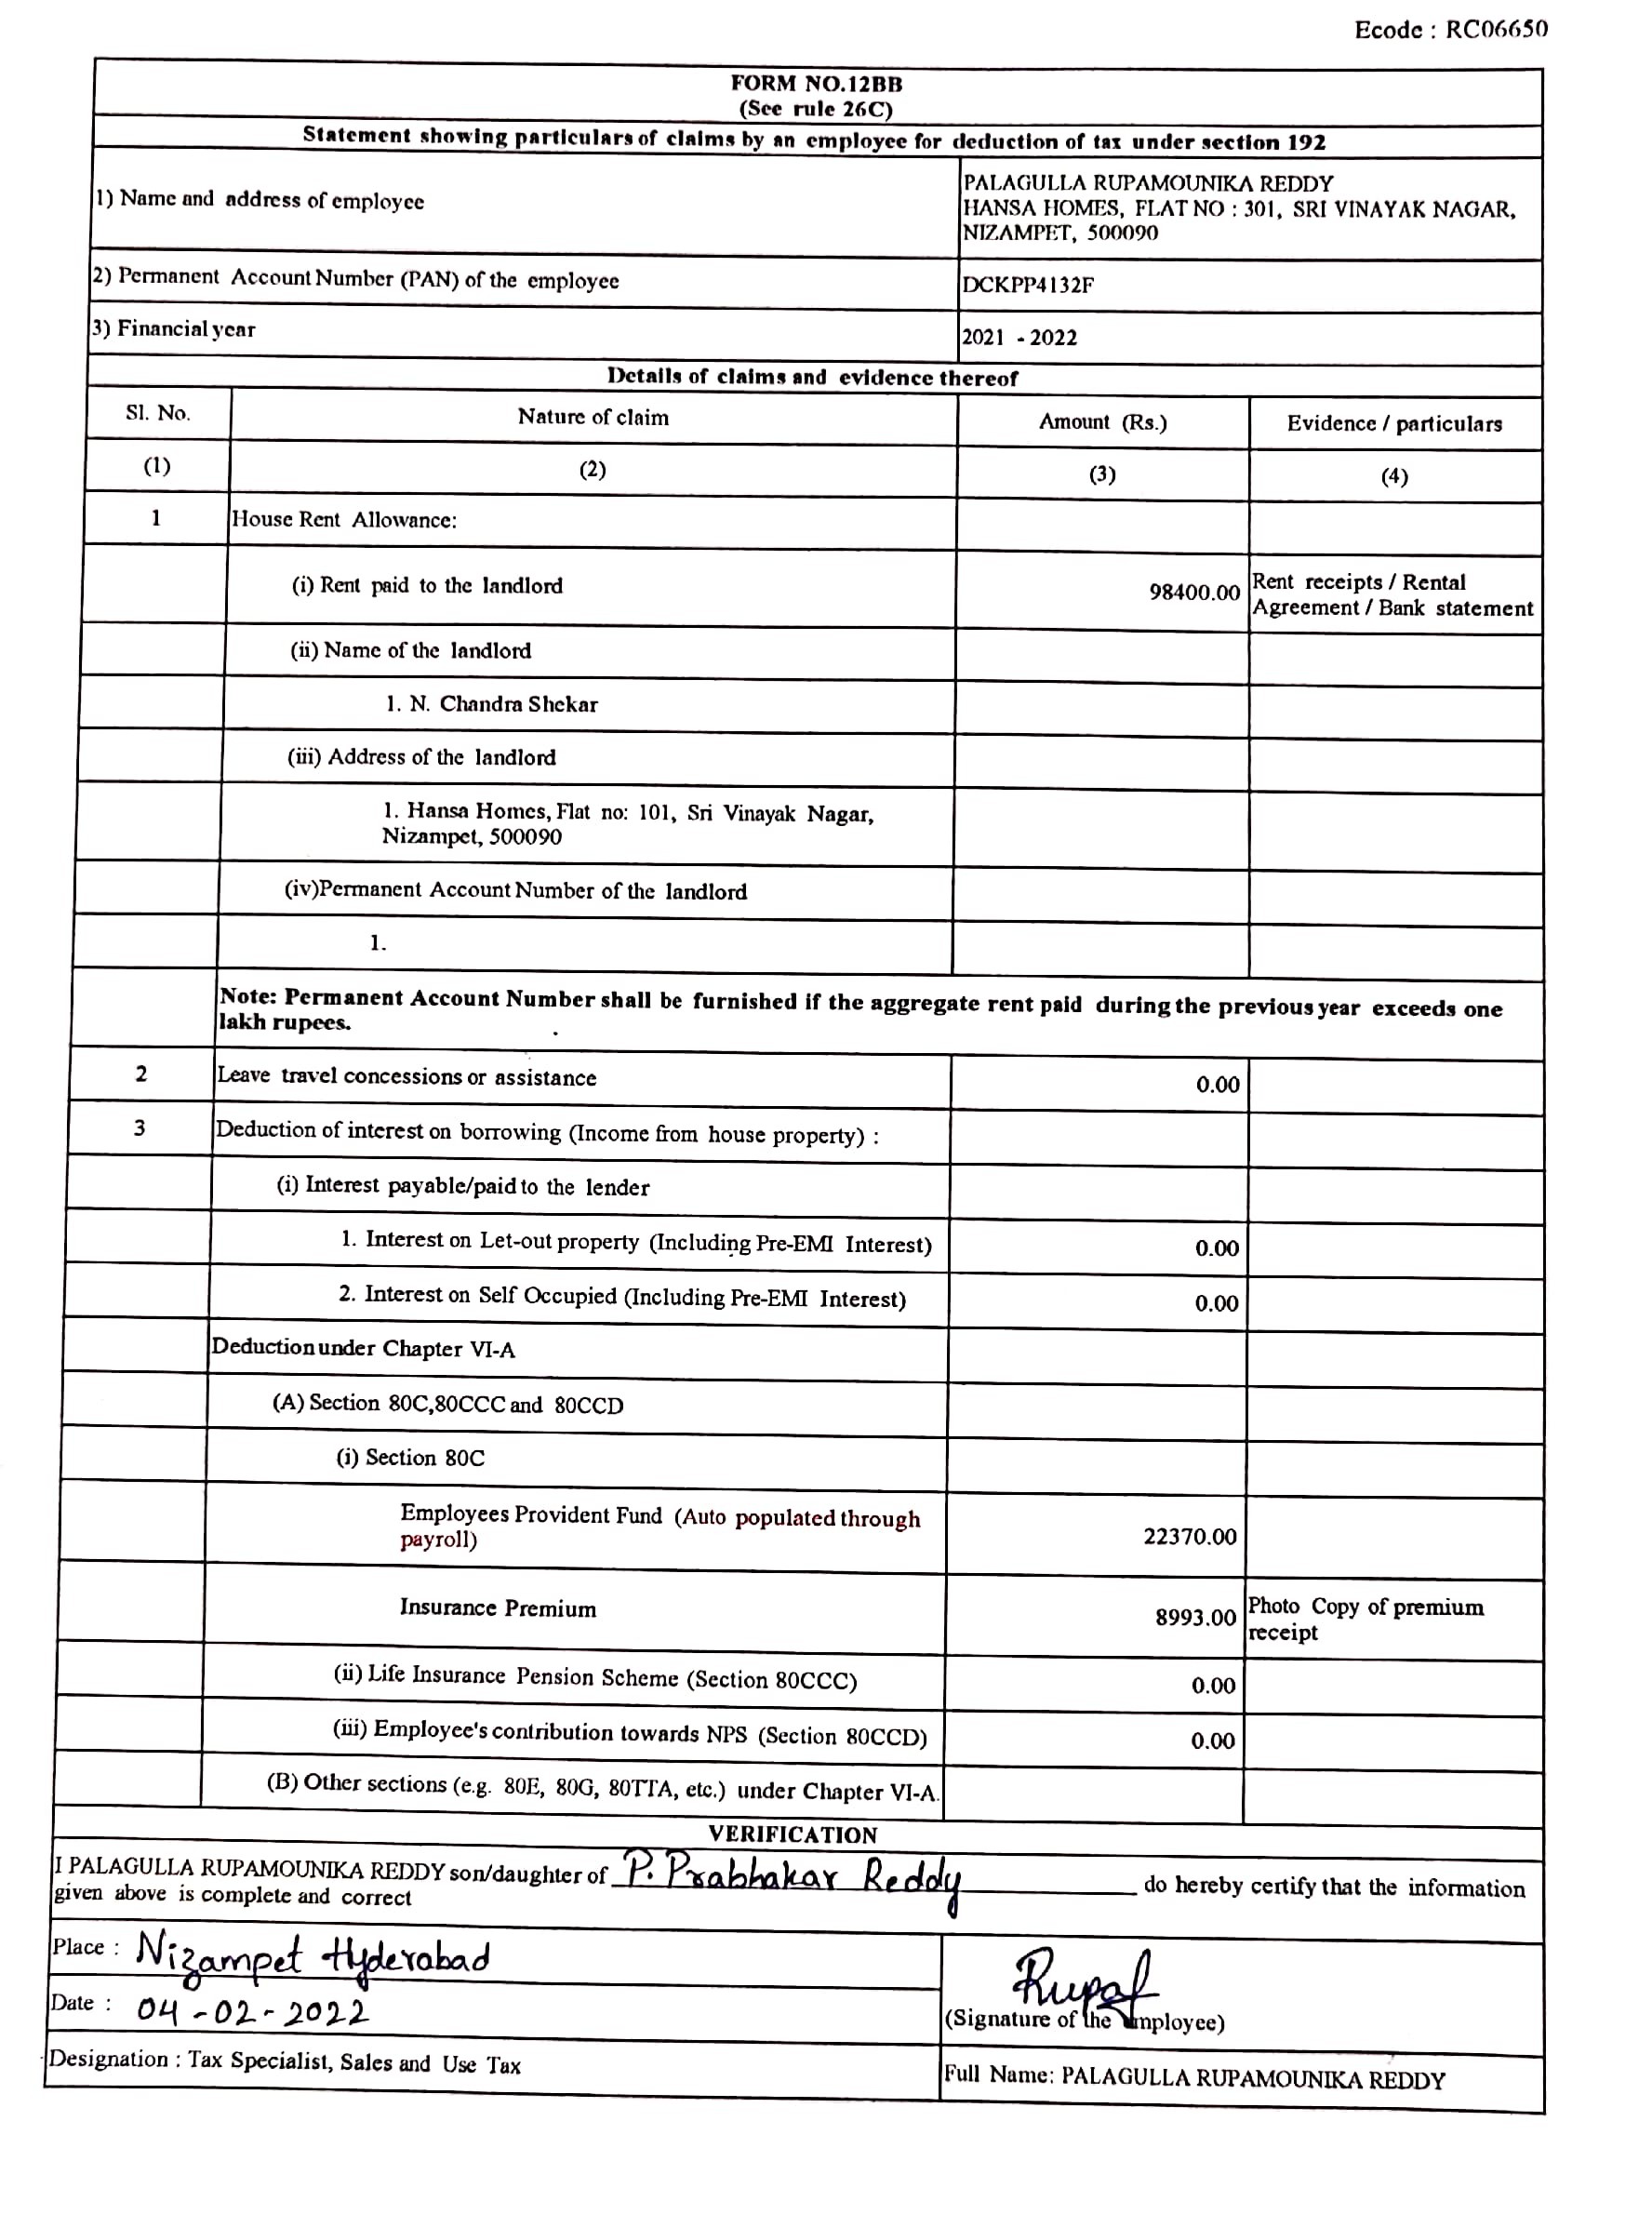 Ecode : RC06650
FORM NO.12BB
(See rule 26C)
Statement showing particulars of claims by an employee for deduction of tax under section 192
1) Name and address of employee
PALAGULLA RUPAMOUNIKA REDDY
HANSA HOMES, FLAT NO : 301, SRI VINAYAK NAGAR,
NIZAMPET, 500090
2) Permanent Account Number (PAN) of the employee
DCKPP4132F
3) Financial year
2021 - 2022
Details of claims and evidence thereof
Sl. No. Nature of claim Amount (Rs.) Evidence / particulars
(1) (2) (3) (4)
1 House Rent Allowance:
(i) Rent paid to the landlord 98400.00 Rent receipts / Rental
Agreement / Bank statement
(ii) Name of the landlord
1. N. Chandra Shekar
(iii) Address of the landlord
1. Hansa Homes, Flat no: 101, Sri Vinayak Nagar,
Nizampet, 500090
(iv)Permanent Account Number of the landlord
1.
Note: Permanent Account Number shall be furnished if the aggregate rent paid during the previous year exceeds one
lakh rupees.
2 Leave travel concessions or assistance 0.00
3 Deduction of interest on borrowing (Income from house property) :
(i) Interest payable/paid to the lender
1. Interest on Let-out property (Including Pre-EMI Interest) 0.00
2. Interest on Self Occupied (Including Pre-EMI Interest) 0.00
Deduction under Chapter VI-A
(A) Section 80C,80CCC and 80CCD
(i) Section 80C
Employees Provident Fund (Auto populated through
payroll) 22370.00
Insurance Premium 8993.00 Photo Copy of premium
receipt
(ii) Life Insurance Pension Scheme (Section 80CCC) 0.00
(iii) Employee's contribution towards NPS (Section 80CCD) 0.00
(B) Other sections (e.g. 80E, 80G, 80TTA, etc.) under Chapter VI-A.
VERIFICATION
I PALAGULLA RUPAMOUNIKA REDDY son/daughter of P. Prabhakar Reddy do hereby certify that the information
given above is complete and correct
Place : Nizampet Hyderabad
Date : 04-02-2022
(Signature of the employee)
Designation : Tax Specialist, Sales and Use Tax
Full Name: PALAGULLA RUPAMOUNIKA REDDY